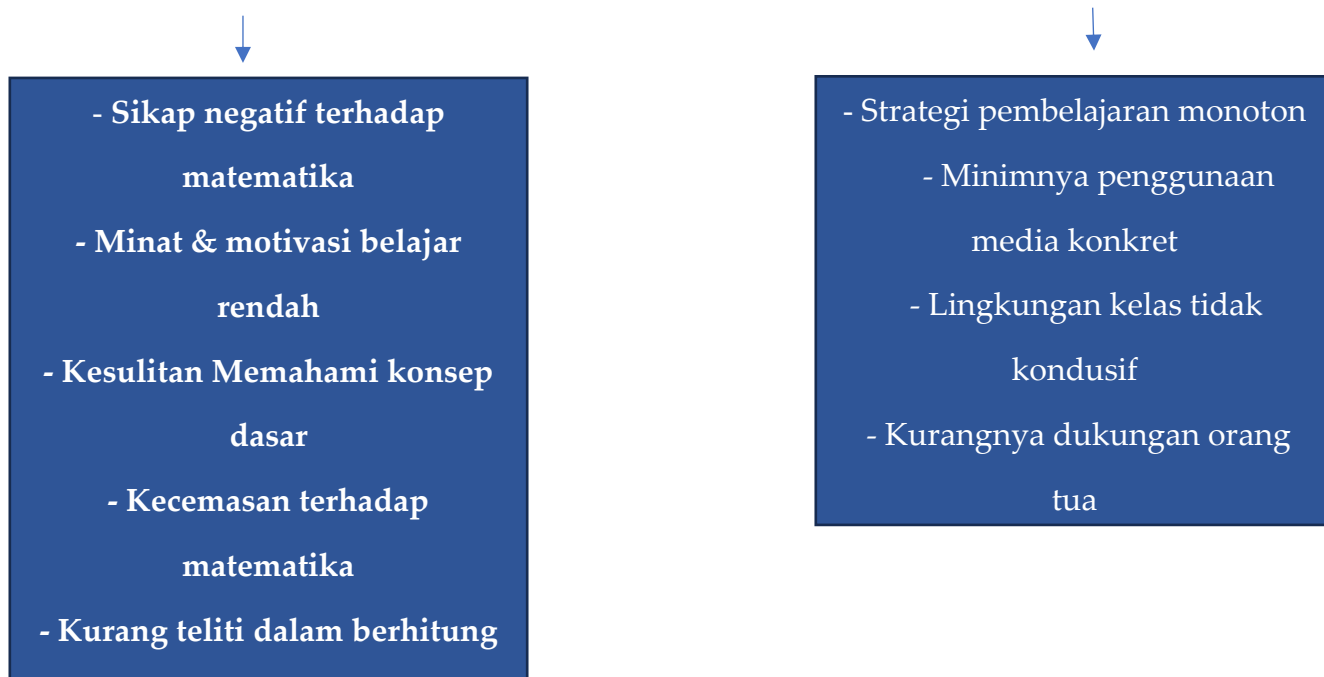 - Sikap negatif terhadap
matematika
- Minat & motivasi belajar
rendah
- Kesulitan Memahami konsep
dasar
- Kecemasan terhadap
matematika
- Kurang teliti dalam berhitung
- Strategi pembelajaran monoton
- Minimnya penggunaan
media konkret
- Lingkungan kelas tidak
kondusif
- Kurangnya dukungan orang
tua